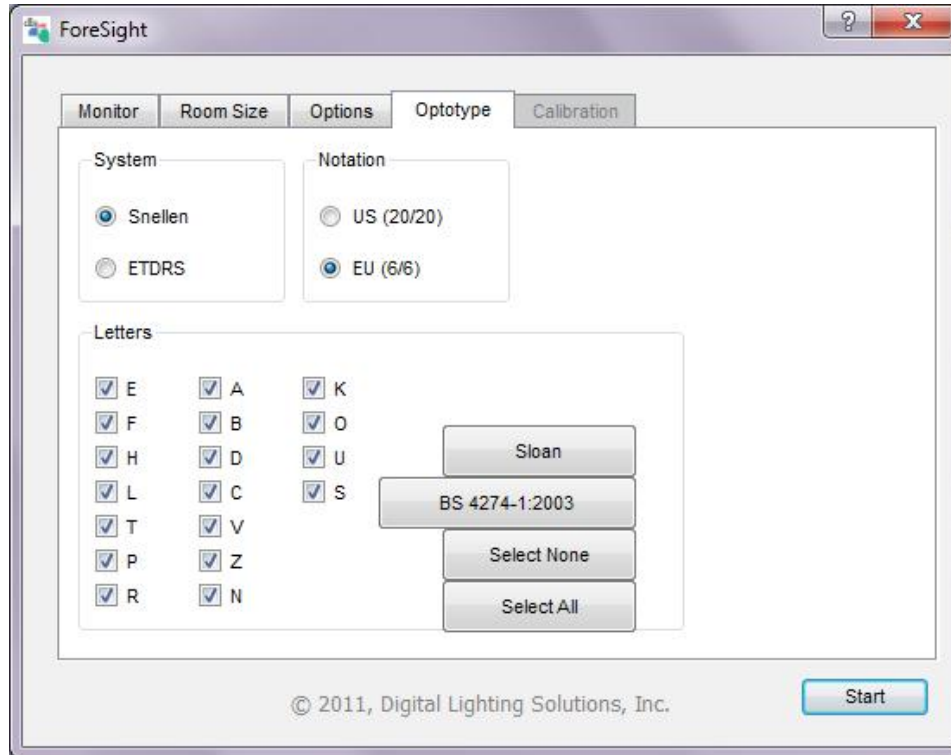 ForeSight
Monitor Room Size Options Optotype Calibration
System Notation
Snellen US (20/20)
ETDRS EU (6/6)
Letters
E A K
F B O
H D U
Sloan
L C S
BS 4274-1:2003
T V
P Z
Select None
R N
Select All
© 2011, Digital Lighting Solutions, Inc.
Start